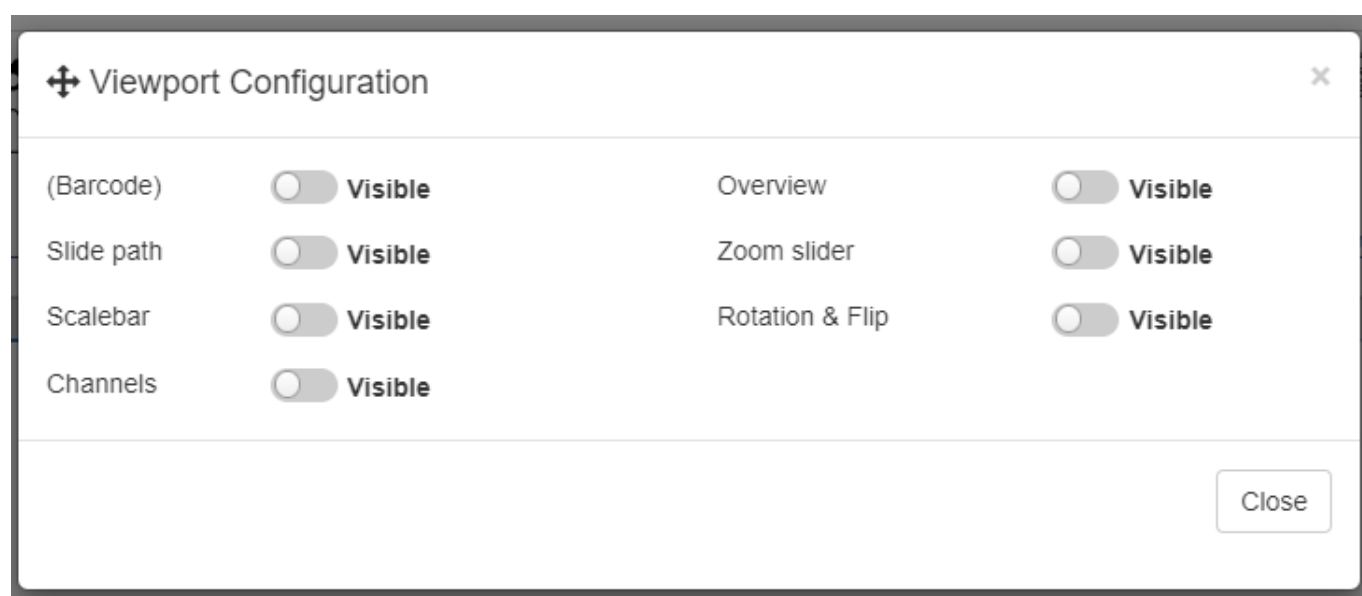 Viewport Configuration ×
(Barcode) Visible Overview Visible
Slide path Visible Zoom slider Visible
Scalebar Visible Rotation & Flip Visible
Channels Visible
Close